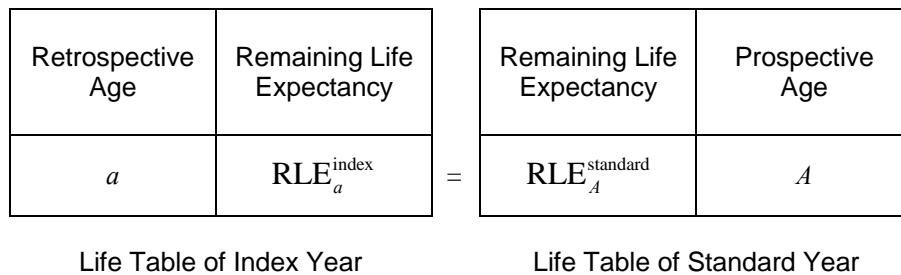 Retrospective Age	Remaining Life Expectancy		Remaining Life Expectancy	Prospective Age
a	RLE_a^index	=	RLE_A^standard	A
Life Table of Index Year	Life Table of Standard Year